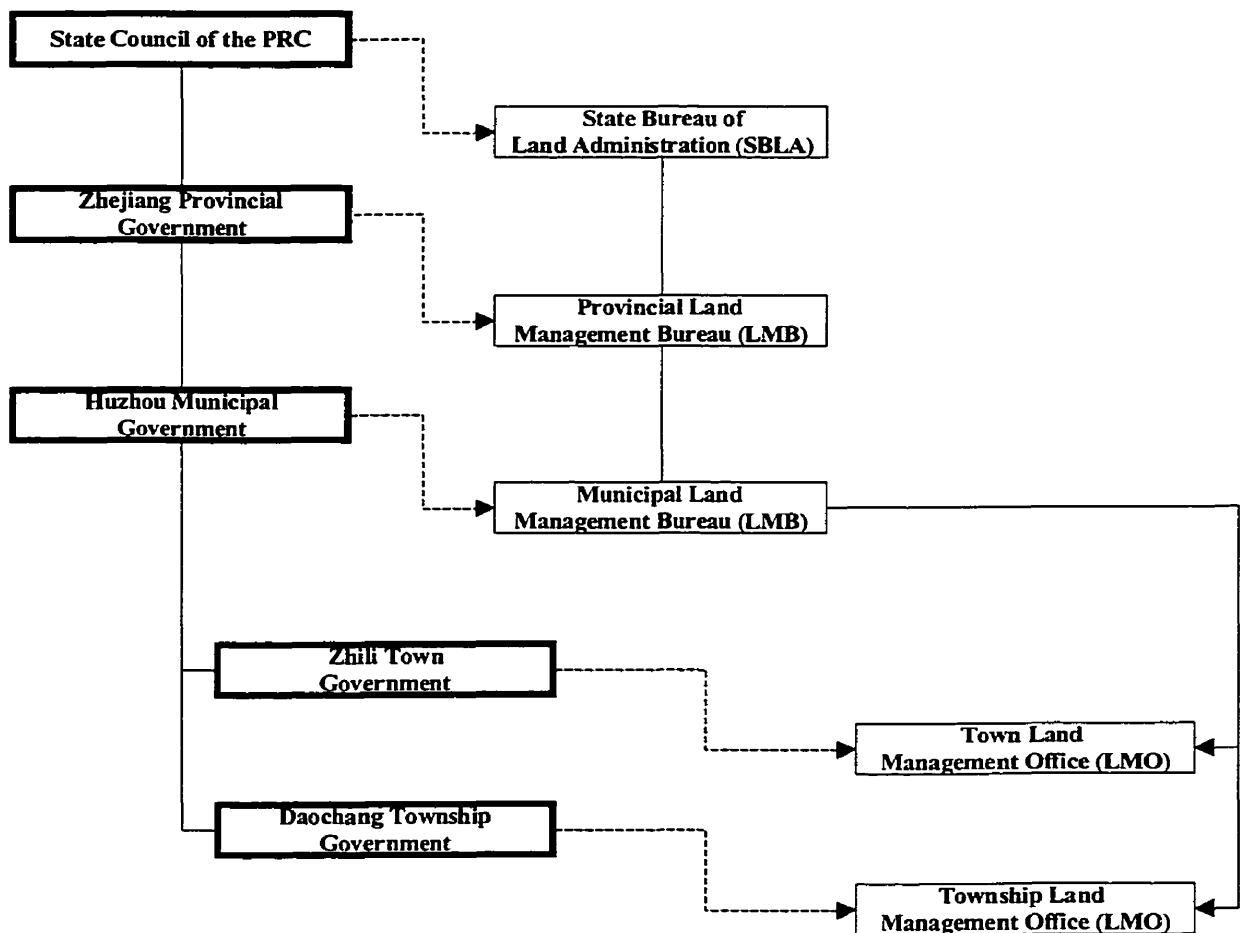 State Council of the PRC
State Bureau of
Land Administration (SBLA)
Zhejiang Provincial
Government
Provincial Land
Management Bureau (LMB)
Huzhou Municipal
Government
Municipal Land
Management Bureau (LMB)
Zhili Town
Government
Town Land
Management Office (LMO)
Daochang Township
Government
Township Land
Management Office (LMO)